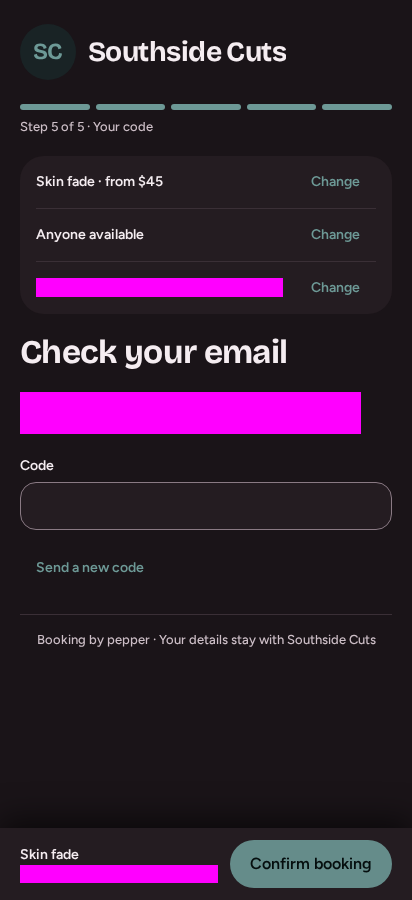 SC
Southside Cuts
Step 5 of 5 · Your code
Skin fade · from $45
Change
Anyone available
Change
Change
Check your email
Code
Send a new code
Booking by pepper · Your details stay with Southside Cuts
Skin fade
Confirm booking